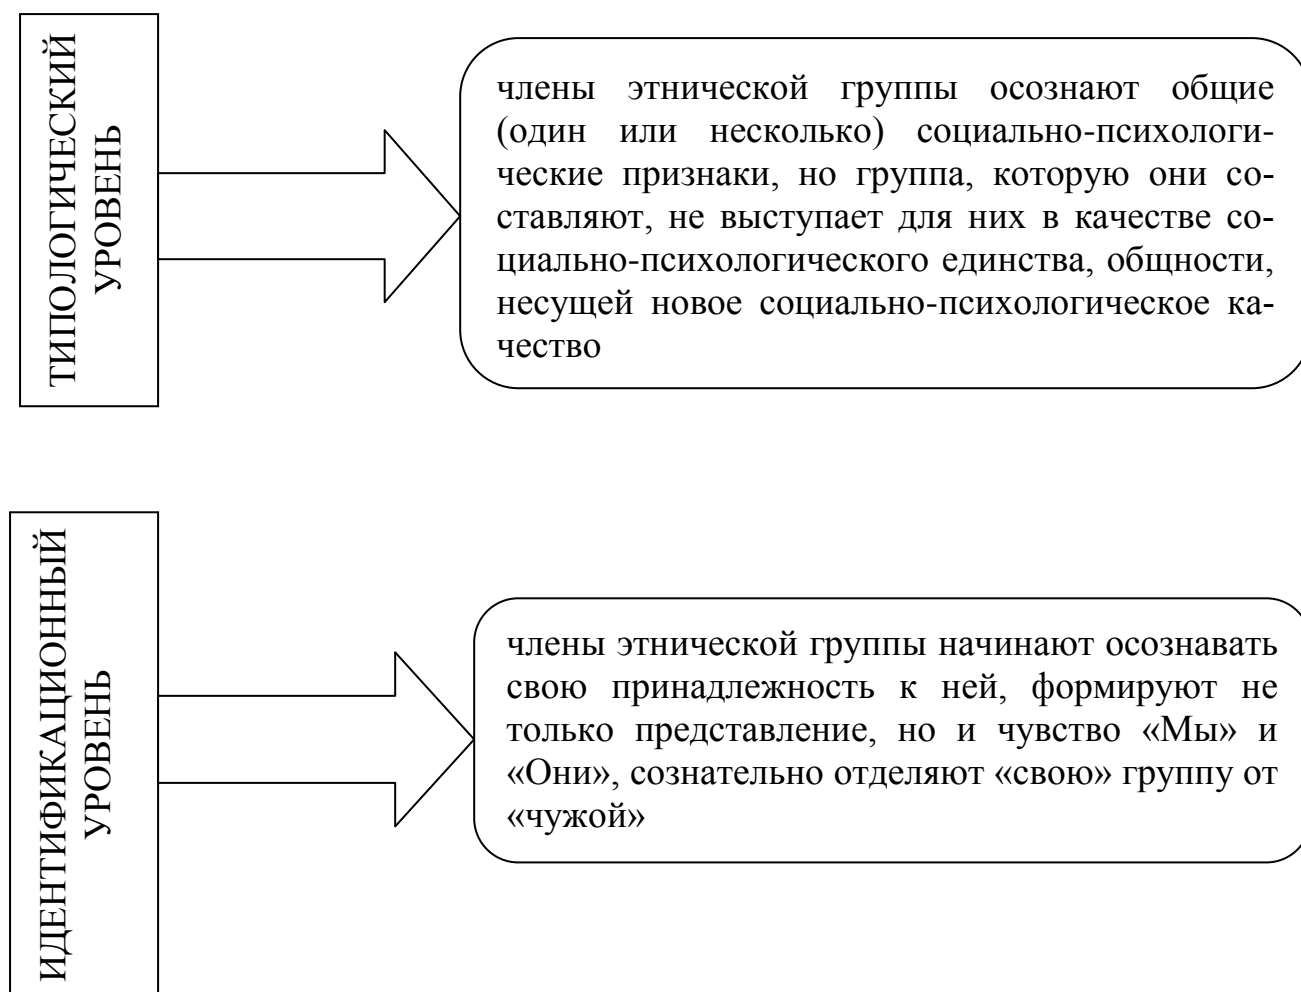 ТИПОЛОГИЧЕСКИЙ
УРОВЕНЬ
члены этнической группы осознают общие
(один или несколько) социально-психологи-
ческие признаки, но группа, которую они со-
ставляют, не выступает для них в качестве со-
циально-психологического единства, общности,
несущей новое социально-психологическое ка-
чество
ИДЕНТИФИКАЦИОННЫЙ
УРОВЕНЬ
члены этнической группы начинают осознавать
свою принадлежность к ней, формируют не
только представление, но и чувство «Мы» и
«Они», сознательно отделяют «свою» группу от
«чужой»